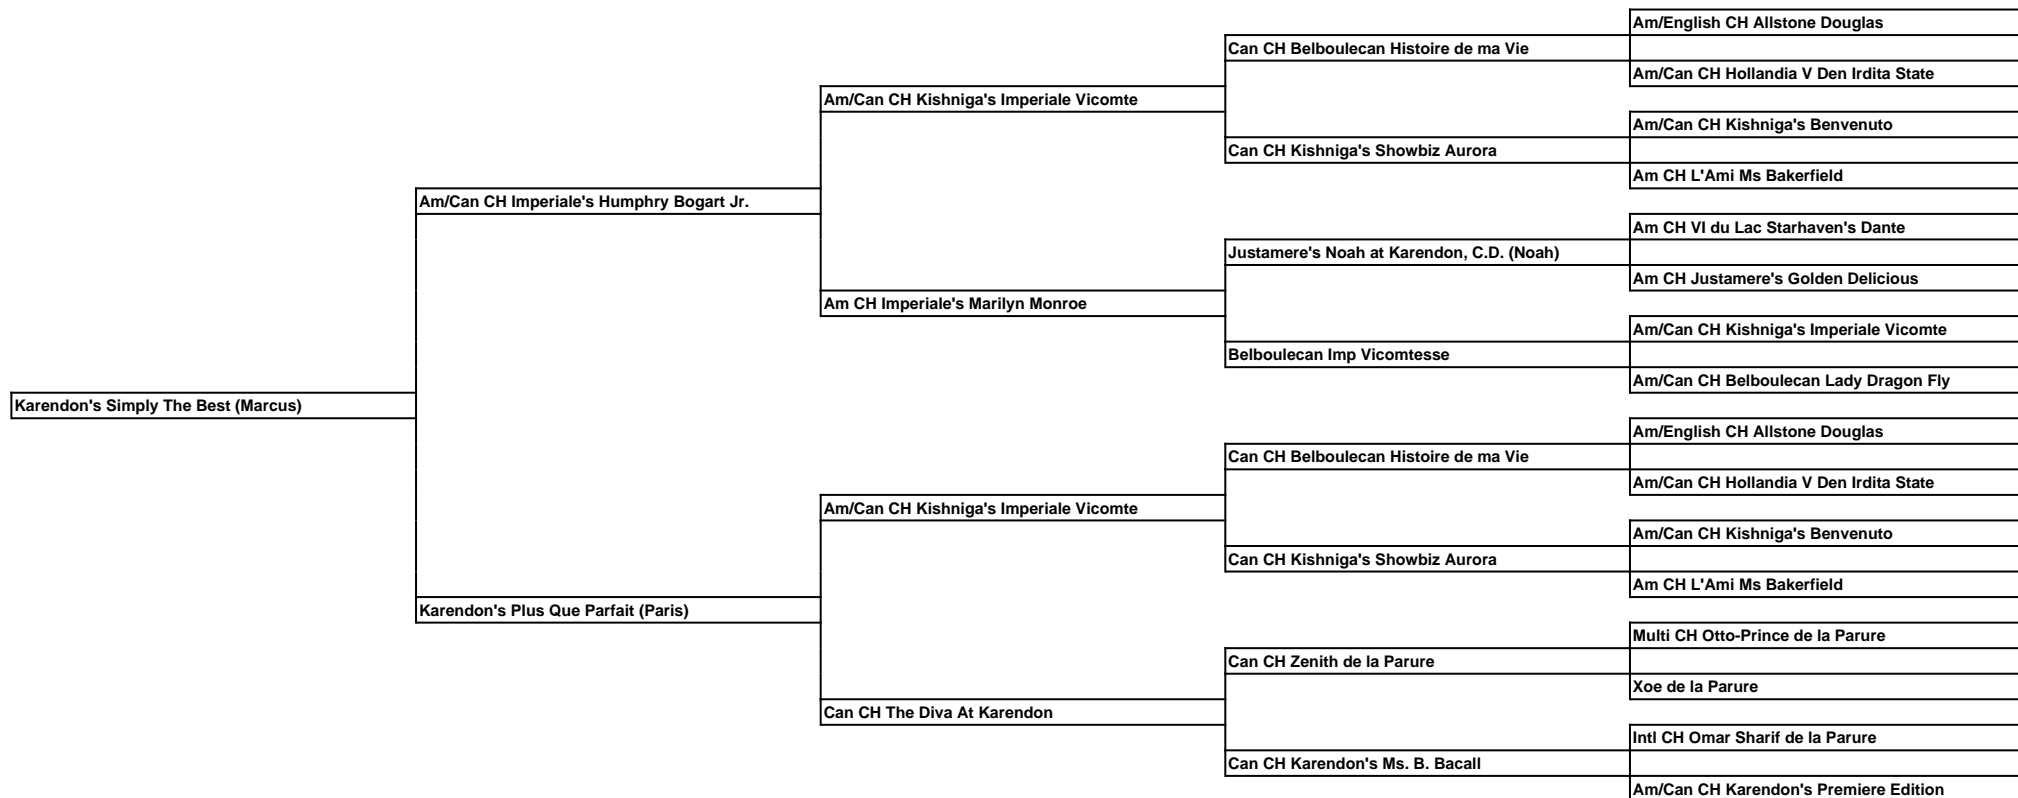 Am/English CH Allstone Douglas
Can CH Belboulecan Histoire de ma Vie
Am/Can CH Hollandia V Den Irdita State
Am/Can CH Kishniga's Imperiale Vicomte
Am/Can CH Kishniga's Benvenuto
Can CH Kishniga's Showbiz Aurora
Am CH L'Ami Ms Bakerfield
Am/Can CH Imperiale's Humphry Bogart Jr.
Am CH VI du Lac Starhaven's Dante
Justamere's Noah at Karendon, C.D. (Noah)
Am CH Justamere's Golden Delicious
Am CH Imperiale's Marilyn Monroe
Am/Can CH Kishniga's Imperiale Vicomte
Belboulecan Imp Vicomtesse
Am/Can CH Belboulecan Lady Dragon Fly
Karendon's Simply The Best (Marcus)
Am/English CH Allstone Douglas
Can CH Belboulecan Histoire de ma Vie
Am/Can CH Hollandia V Den Irdita State
Am/Can CH Kishniga's Imperiale Vicomte
Am/Can CH Kishniga's Benvenuto
Can CH Kishniga's Showbiz Aurora
Am CH L'Ami Ms Bakerfield
Karendon's Plus Que Parfait (Paris)
Multi CH Otto-Prince de la Parure
Can CH Zenith de la Parure
Xoe de la Parure
Can CH The Diva At Karendon
Intl CH Omar Sharif de la Parure
Can CH Karendon's Ms. B. Bacall
Am/Can CH Karendon's Premiere Edition